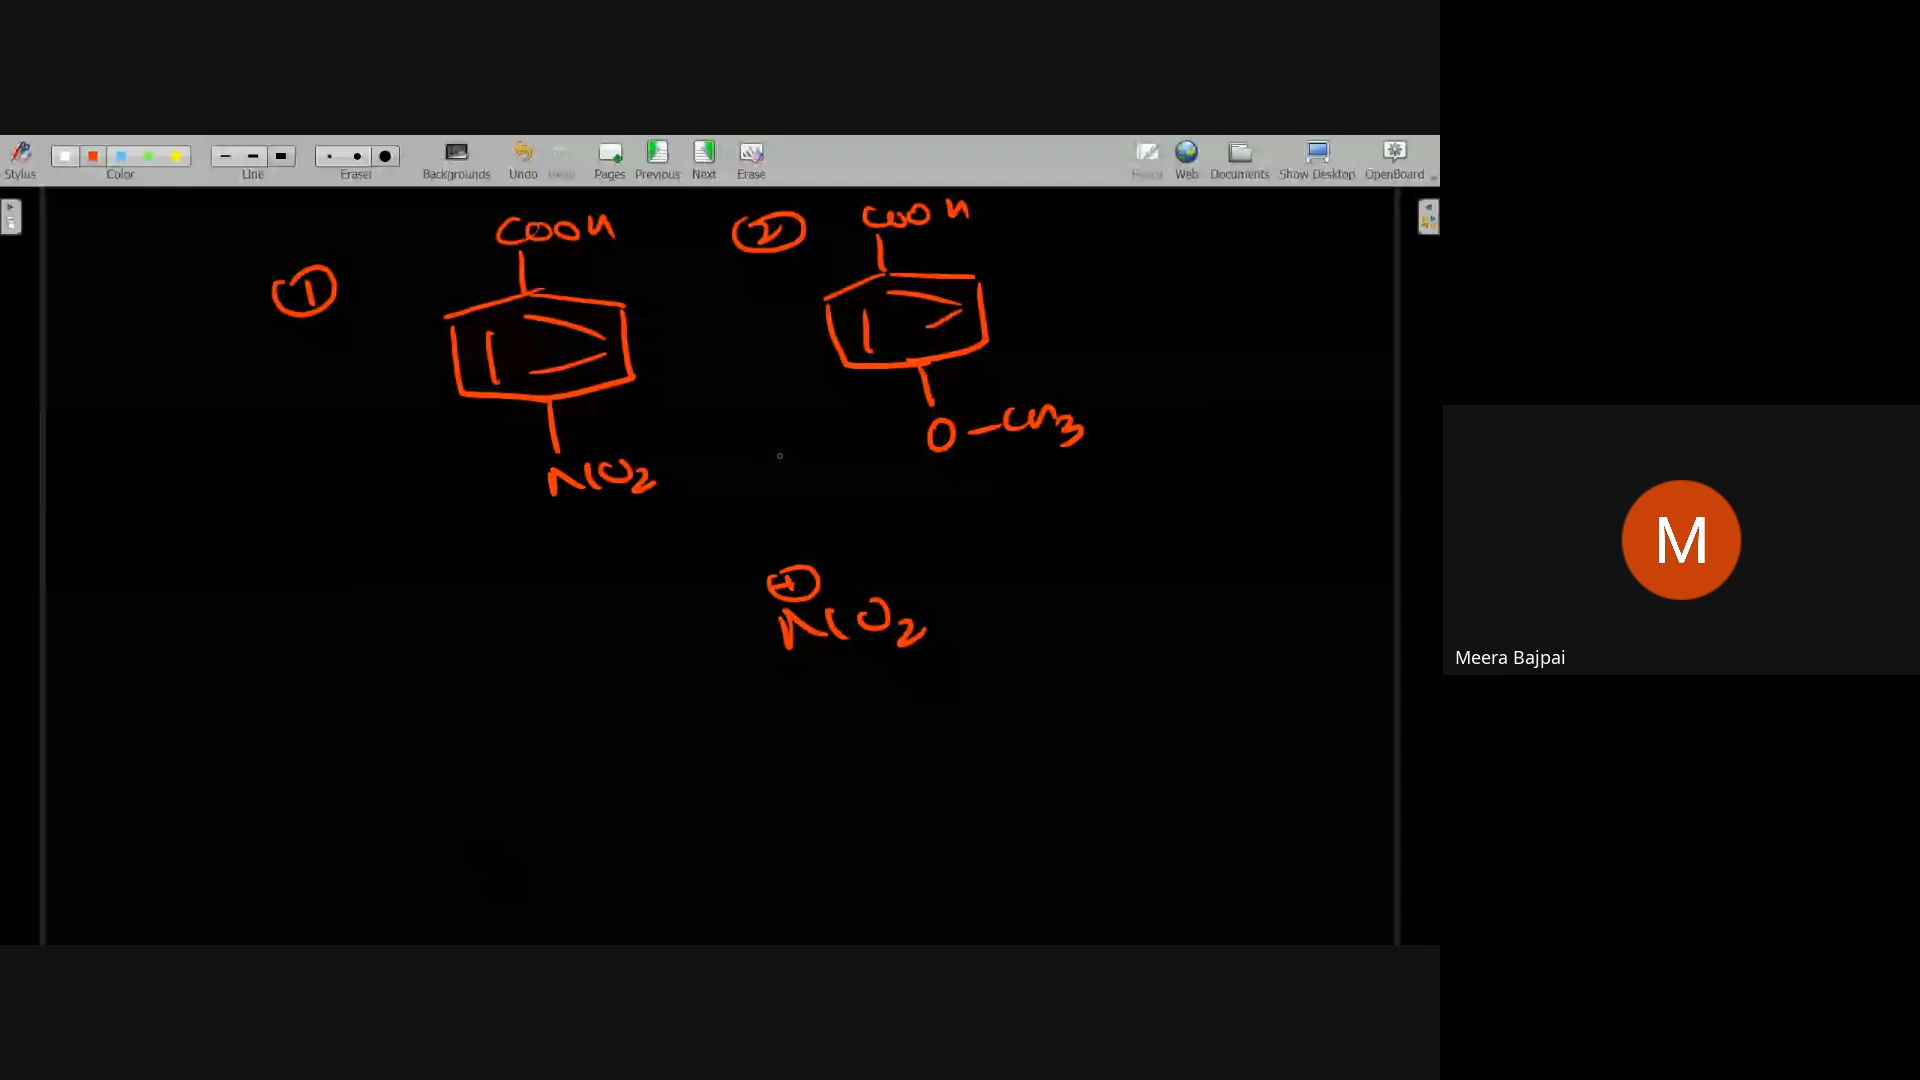 Stylus Color Line Eraser Backgrounds Undo Pages Previous Next Erase Web Documents Show Desktop OpenBoard
① COOH ② COOH
NO2 O-CH3
⊕
NO2
M
Meera Bajpai